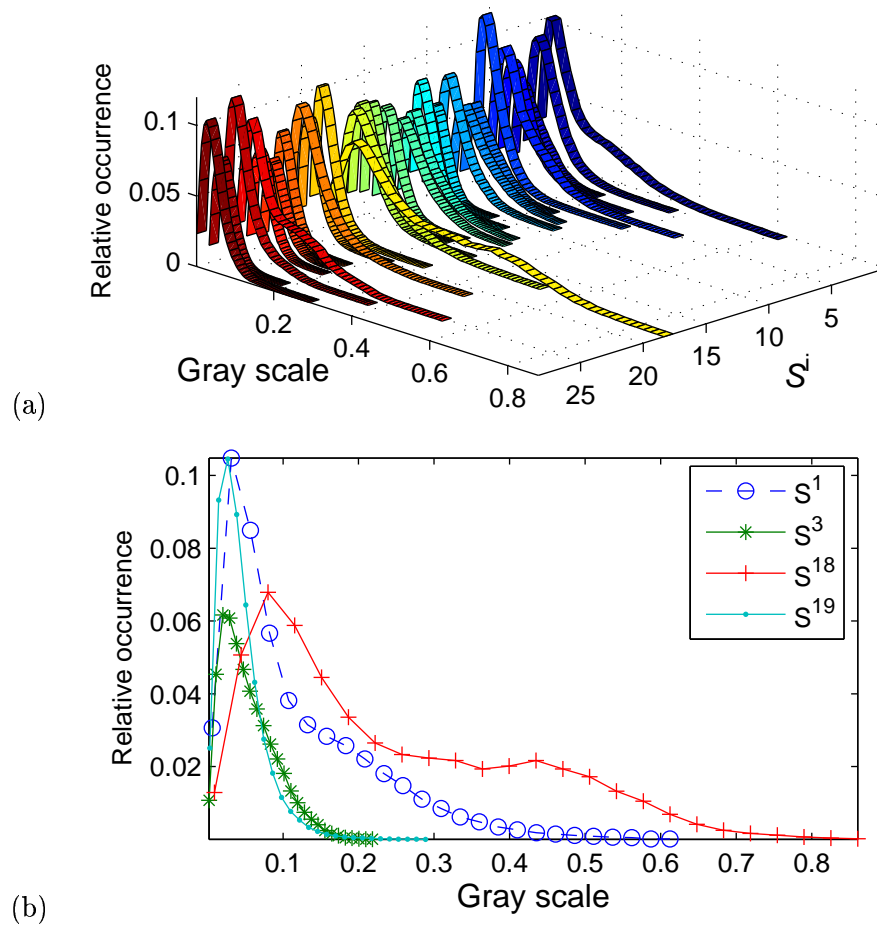 0.1
0.05
0
Relative occurrence
0.2
0.4
0.6
0.8
Gray scale
25
20
15
10
5
S^i
(a)
0.1
0.08
0.06
0.04
0.02
Relative occurrence
S^1
S^3
S^18
S^19
0.1 0.2 0.3 0.4 0.5 0.6 0.7 0.8
Gray scale
(b)